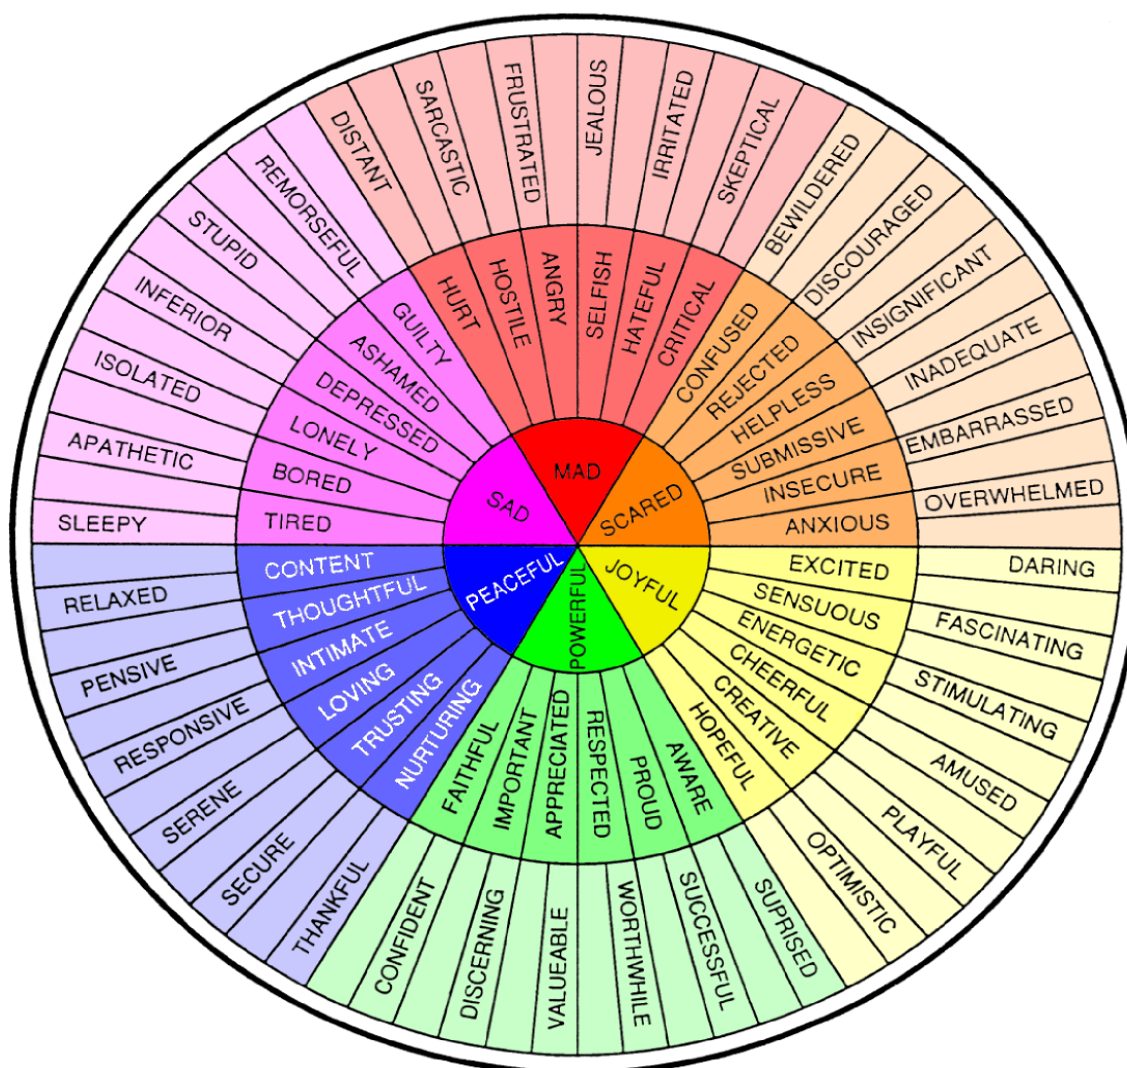 MAD
SCARED
JOYFUL
POWERFUL
PEACEFUL
SAD
HURT
HOSTILE
ANGRY
SELFISH
HATEFUL
CRITICAL
CONFUSED
REJECTED
HELPLESS
SUBMISSIVE
INSECURE
ANXIOUS
EXCITED
SENSUOUS
ENERGETIC
CHEERFUL
CREATIVE
HOPEFUL
AWARE
PROUD
RESPECTED
APPRECIATED
IMPORTANT
FAITHFUL
NURTURING
TRUSTING
LOVING
INTIMATE
THOUGHTFUL
CONTENT
TIRED
BORED
LONELY
DEPRESSED
ASHAMED
GUILTY
DISTANT
SARCASTIC
FRUSTRATED
JEALOUS
IRRITATED
SKEPTICAL
BEWILDERED
DISCOURAGED
INSIGNIFICANT
INADEQUATE
EMBARRASSED
OVERWHELMED
DARING
FASCINATING
STIMULATING
AMUSED
PLAYFUL
OPTIMISTIC
SUPRISED
SUCCESSFUL
WORTHWHILE
VALUEABLE
DISCERNING
CONFIDENT
THANKFUL
SECURE
SERENE
RESPONSIVE
PENSIVE
RELAXED
SLEEPY
APATHETIC
ISOLATED
INFERIOR
STUPID
REMORSEFUL